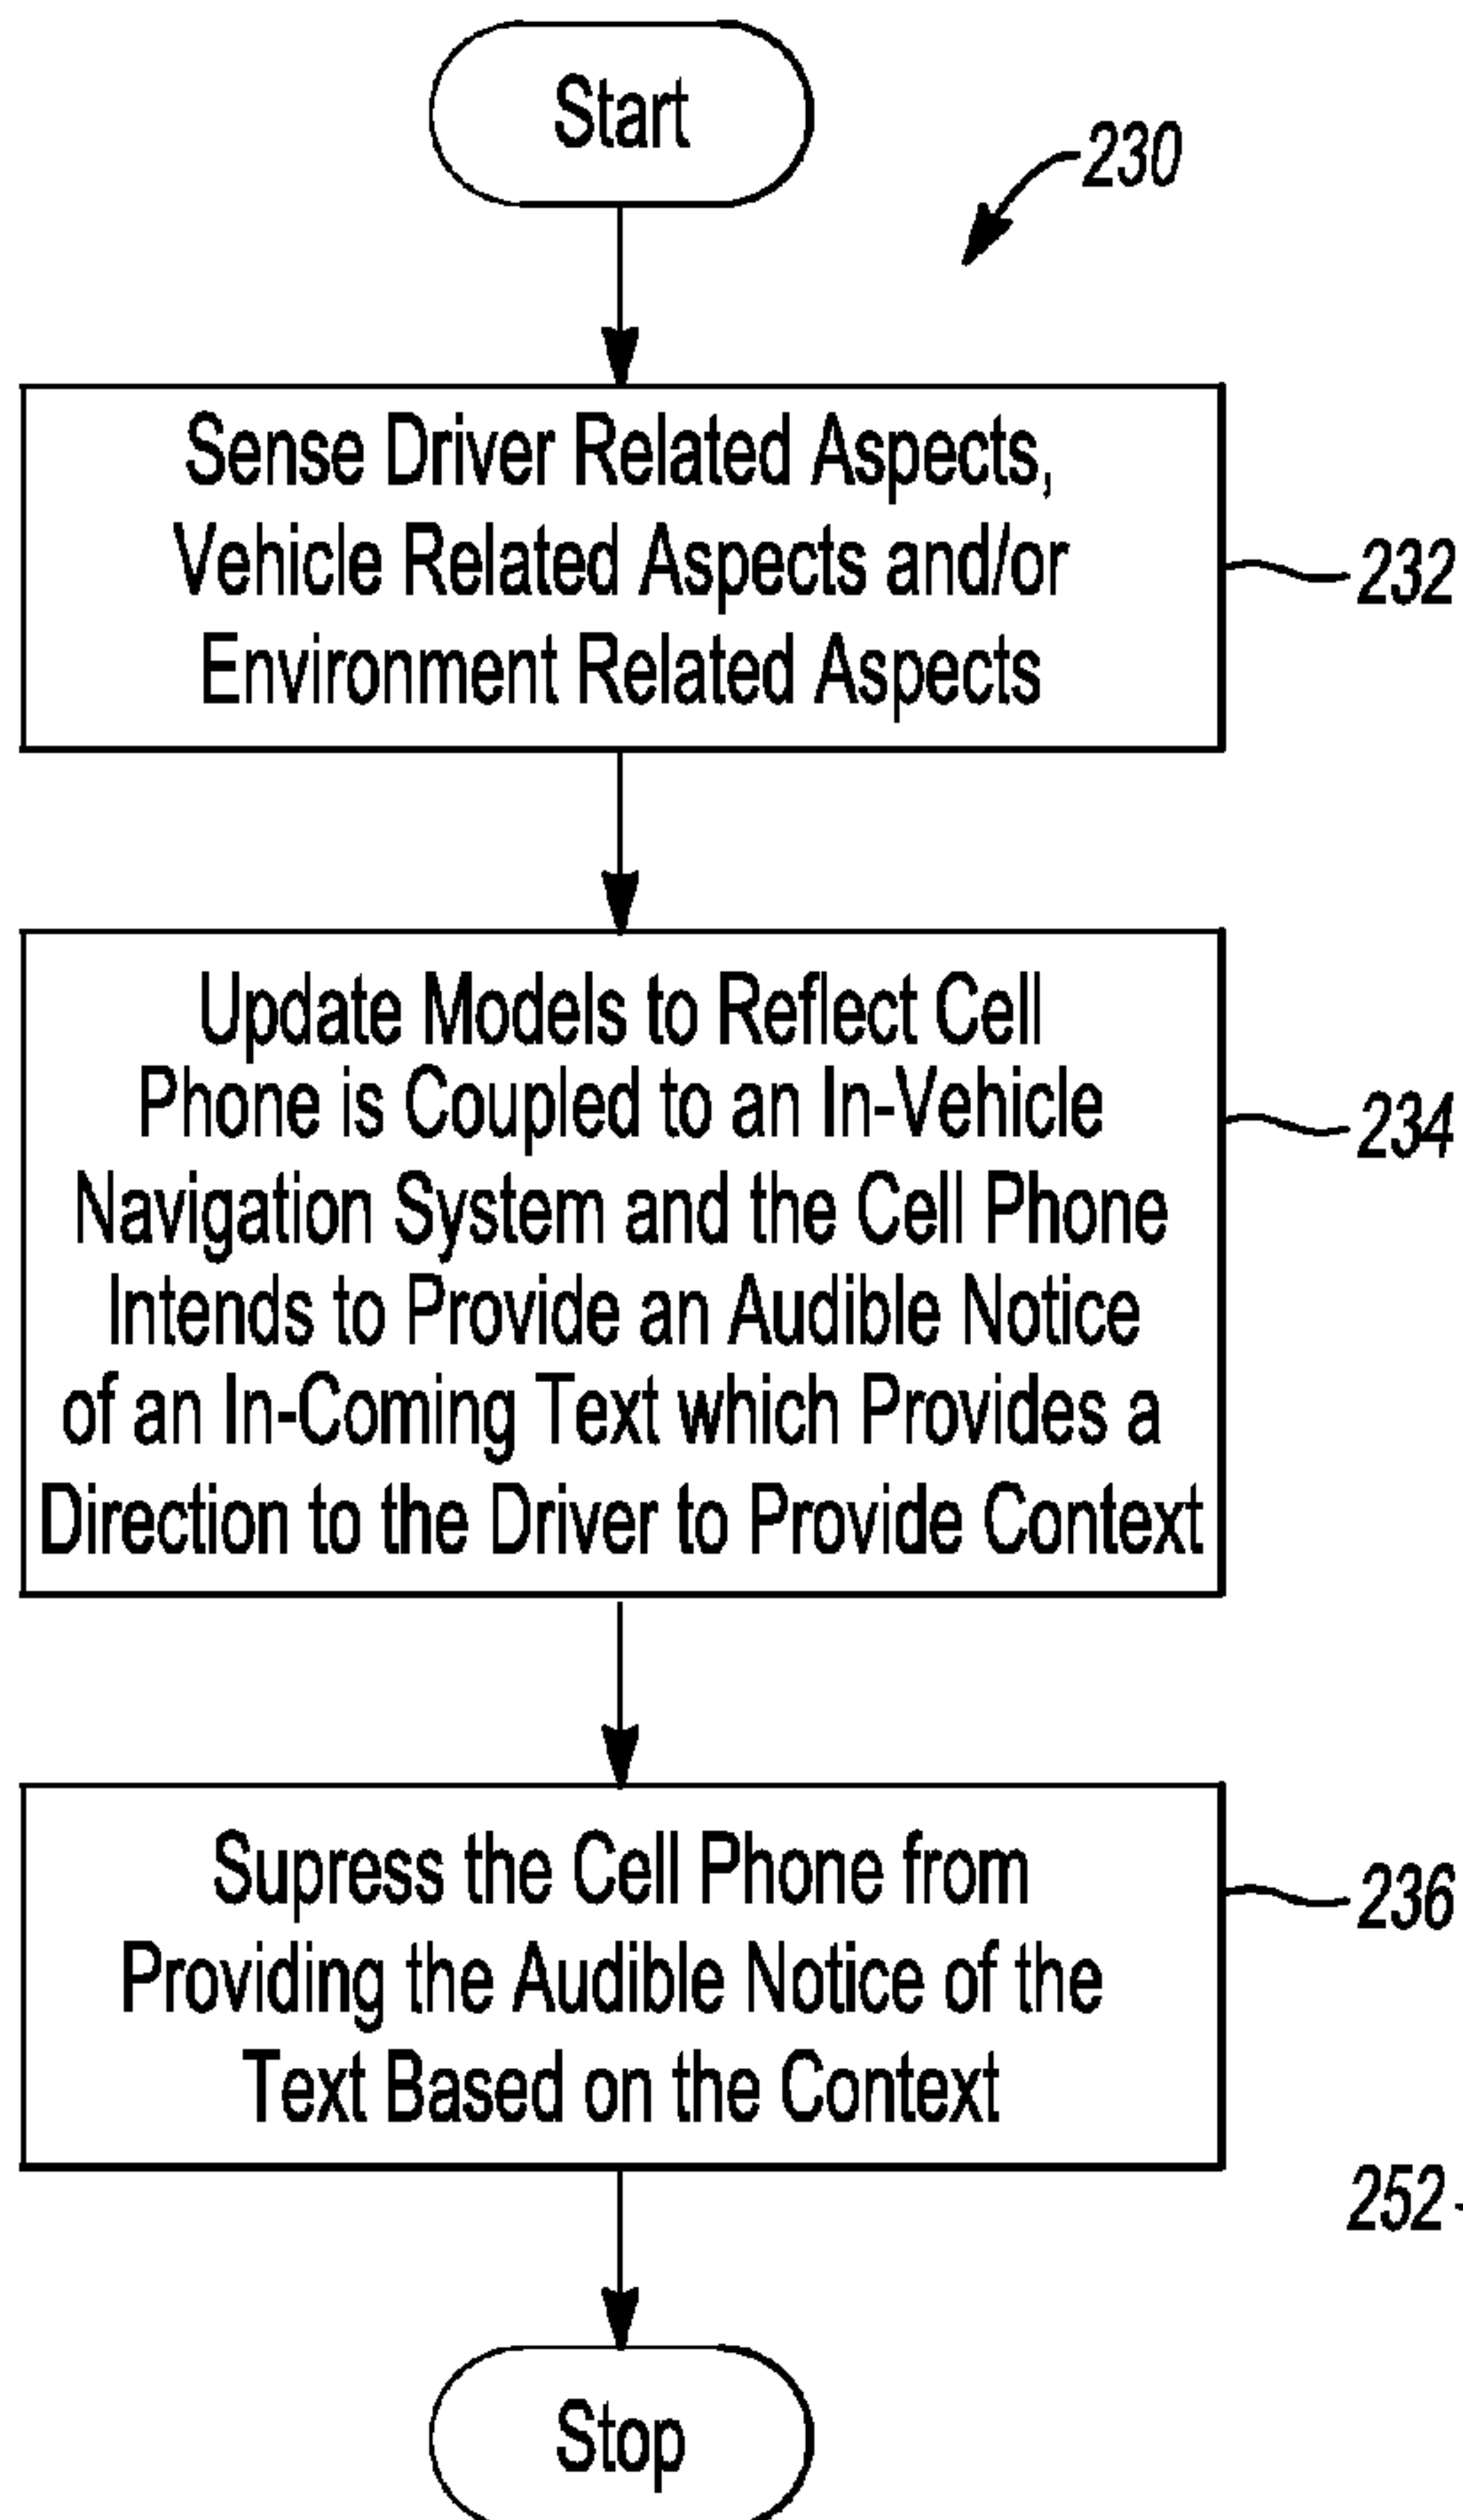 Start
230
Sense Driver Related Aspects,
Vehicle Related Aspects and/or
Environment Related Aspects
232
Update Models to Reflect Cell
Phone is Coupled to an In-Vehicle
Navigation System and the Cell Phone
Intends to Provide an Audible Notice
of an In-Coming Text which Provides a
Direction to the Driver to Provide Context
234
Supress the Cell Phone from
Providing the Audible Notice of the
Text Based on the Context
236
252
Stop